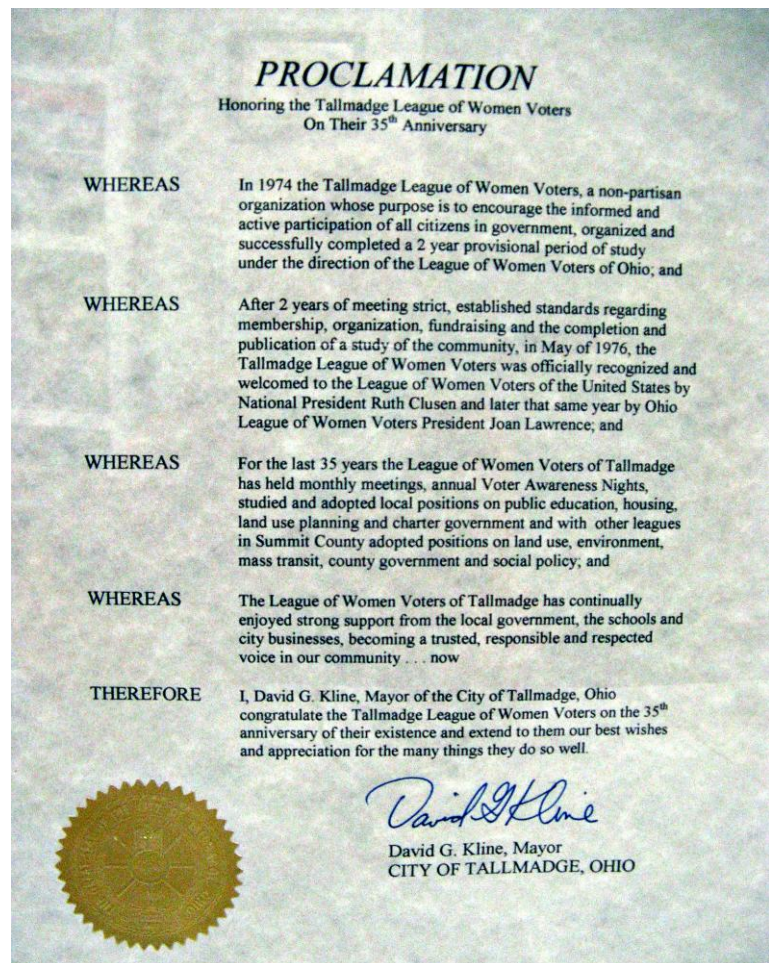 PROCLAMATION
Honoring the Tallmadge League of Women Voters
On Their 35th Anniversary
WHEREAS In 1974 the Tallmadge League of Women Voters, a non-partisan
organization whose purpose is to encourage the informed and
active participation of all citizens in government, organized and
successfully completed a 2 year provisional period of study
under the direction of the League of Women Voters of Ohio; and
WHEREAS After 2 years of meeting strict, established standards regarding
membership, organization, fundraising and the completion and
publication of a study of the community, in May of 1976, the
Tallmadge League of Women Voters was officially recognized and
welcomed to the League of Women Voters of the United States by
National President Ruth Clusen and later that same year by Ohio
League of Women Voters President Joan Lawrence; and
WHEREAS For the last 35 years the League of Women Voters of Tallmadge
has held monthly meetings, annual Voter Awareness Nights,
studied and adopted local positions on public education, housing,
land use planning and charter government and with other leagues
in Summit County adopted positions on land use, environment,
mass transit, county government and social policy; and
WHEREAS The League of Women Voters of Tallmadge has continually
enjoyed strong support from the local government, the schools and
city businesses, becoming a trusted, responsible and respected
voice in our community . . . now
THEREFORE I, David G. Kline, Mayor of the City of Tallmadge, Ohio
congratulate the Tallmadge League of Women Voters on the 35th
anniversary of their existence and extend to them our best wishes
and appreciation for the many things they do so well.
David G Kline
David G. Kline, Mayor
CITY OF TALLMADGE, OHIO